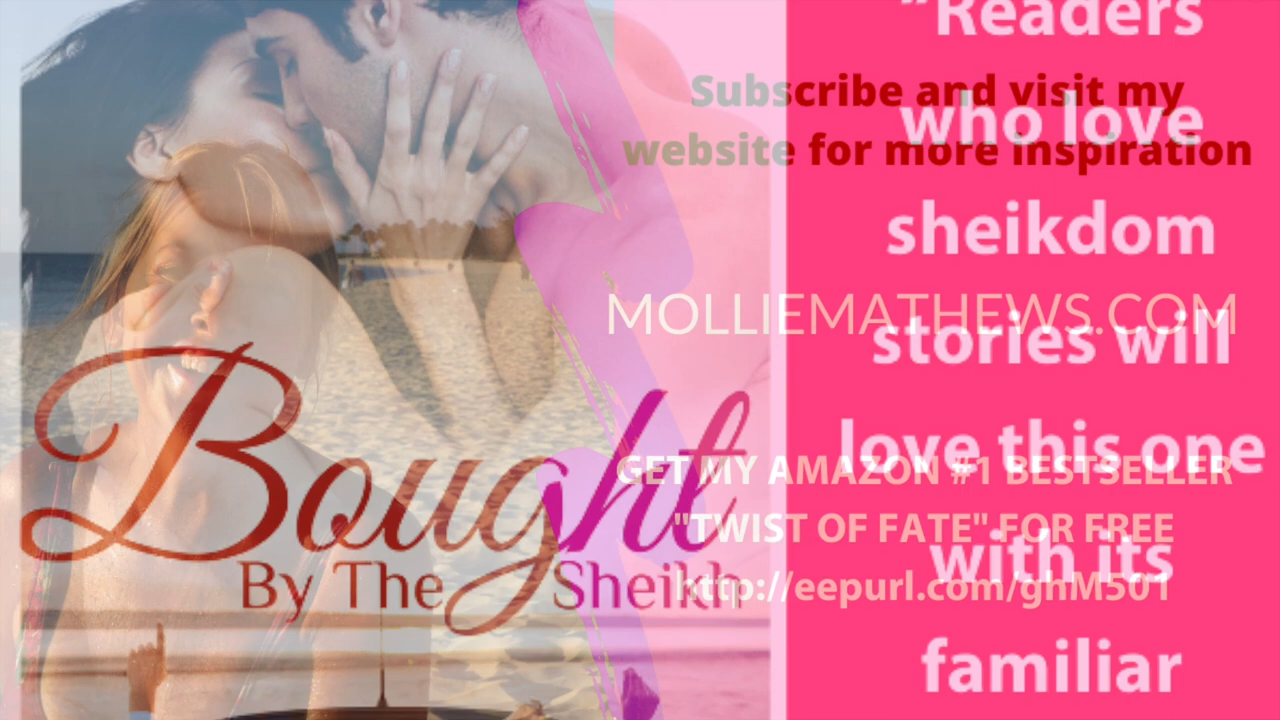 "Readers
who love
sheikdom
stories will
love this one
with its
familiar
Subscribe and visit my
website for more inspiration
MOLLIEMATHEWS.COM
GET MY AMAZON #1 BESTSELLER
"TWIST OF FATE" FOR FREE
http://eepurl.com/ghM501
Bought
By The Sheikh